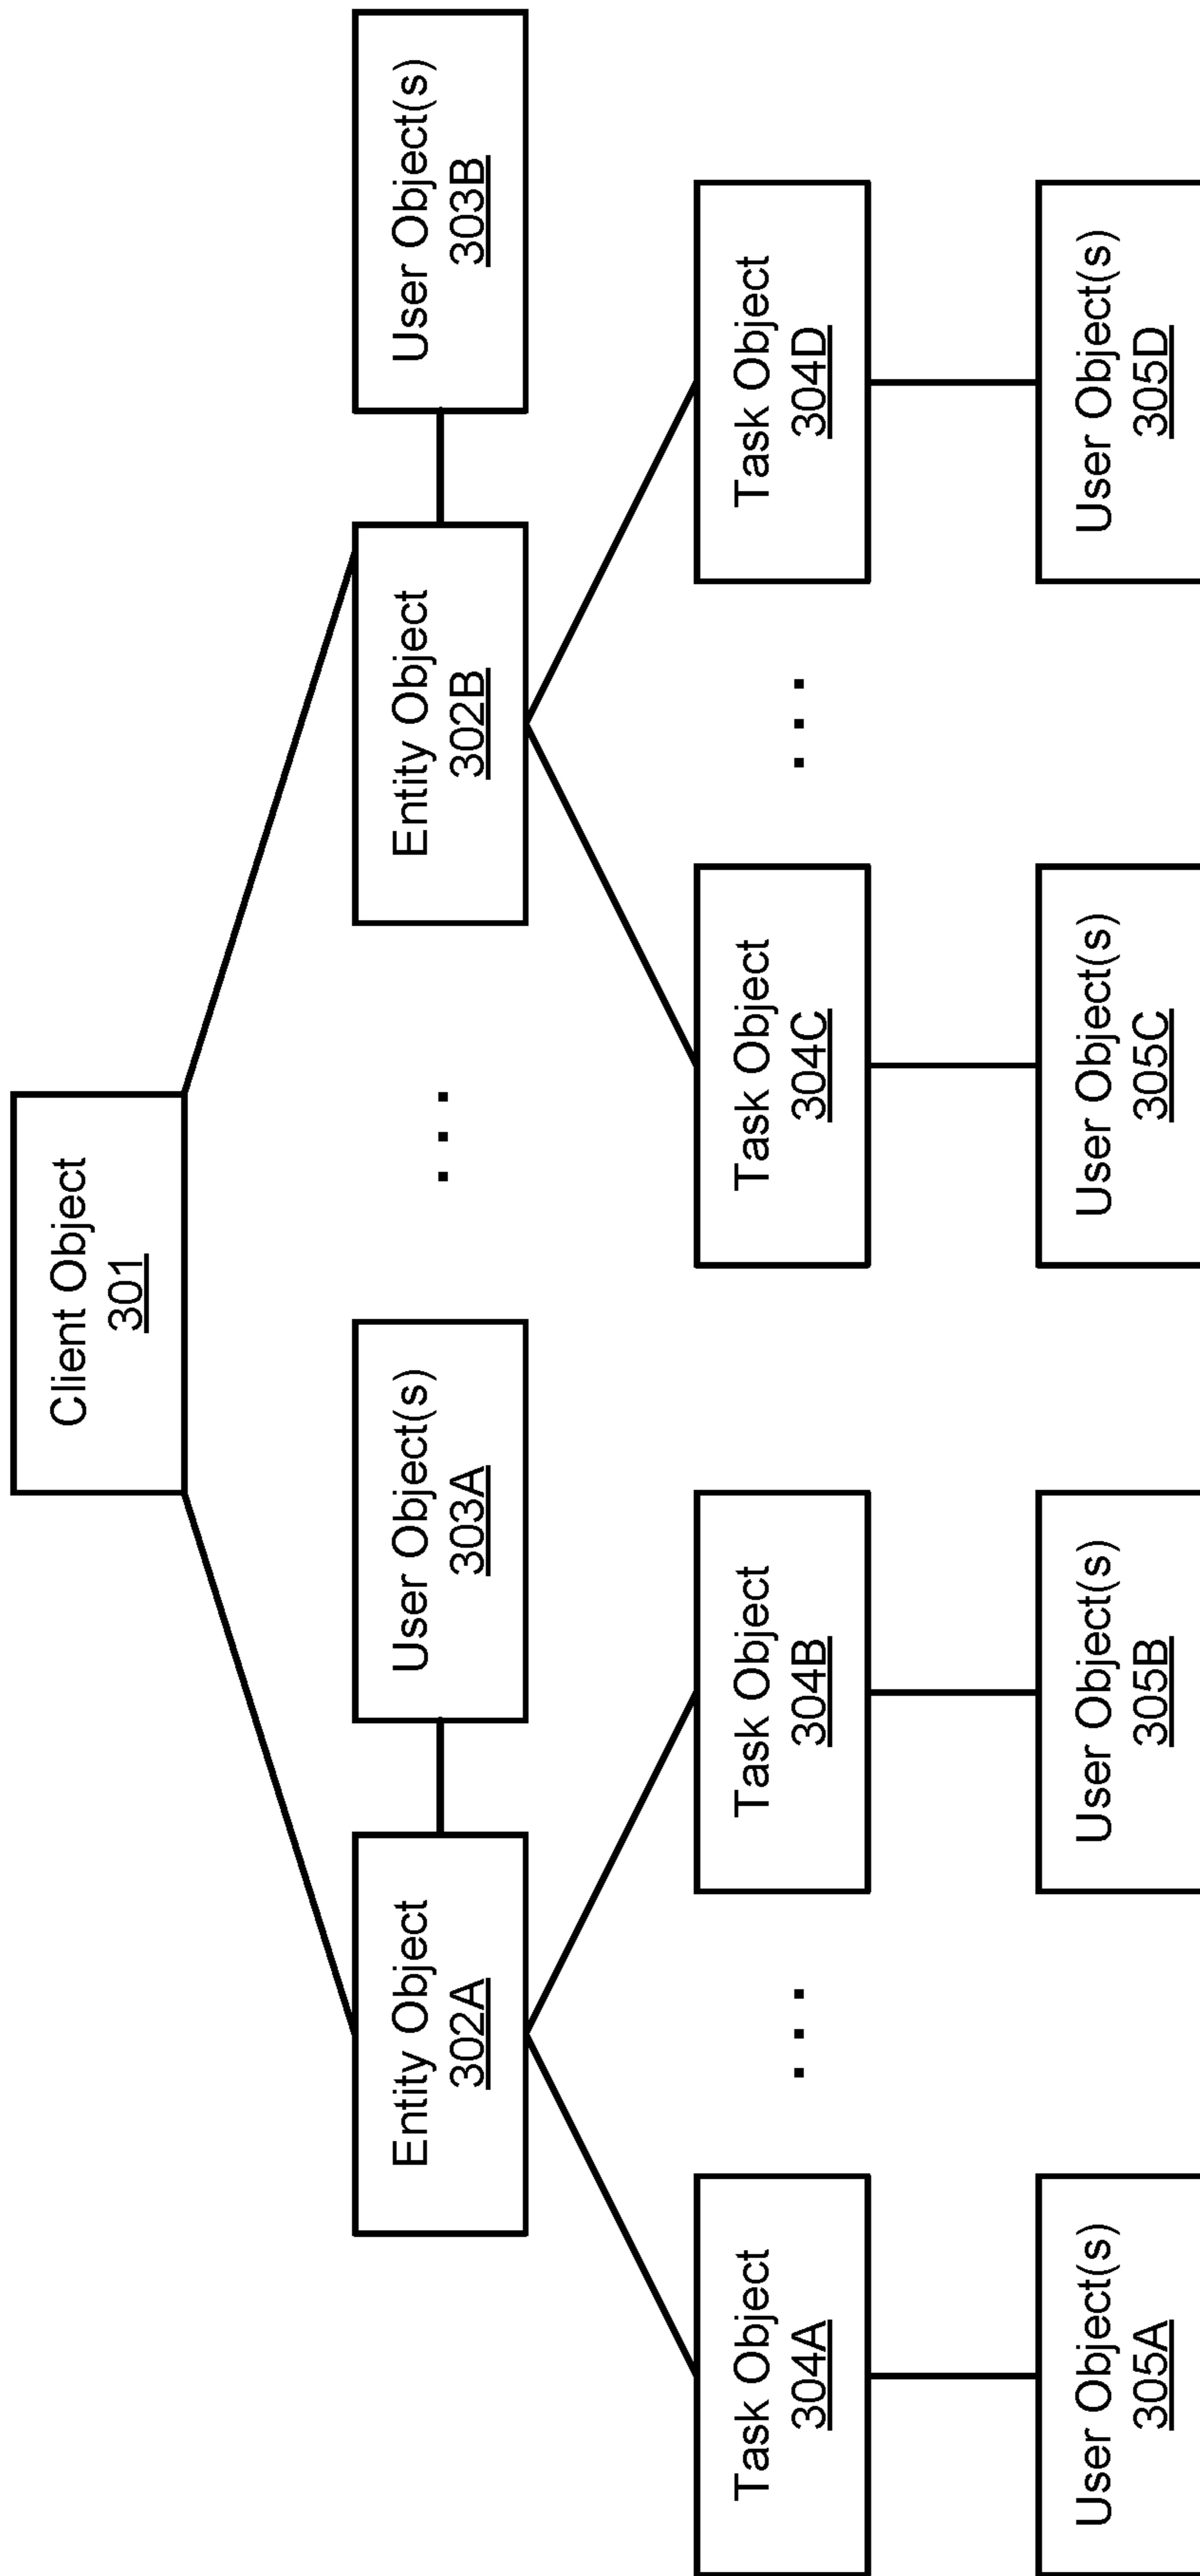 Client Object
301
Entity Object
302A
User Object(s)
303A
. . .
Entity Object
302B
User Object(s)
303B
Task Object
304A
. . .
Task Object
304B
Task Object
304C
. . .
Task Object
304D
User Object(s)
305A
User Object(s)
305B
User Object(s)
305C
User Object(s)
305D